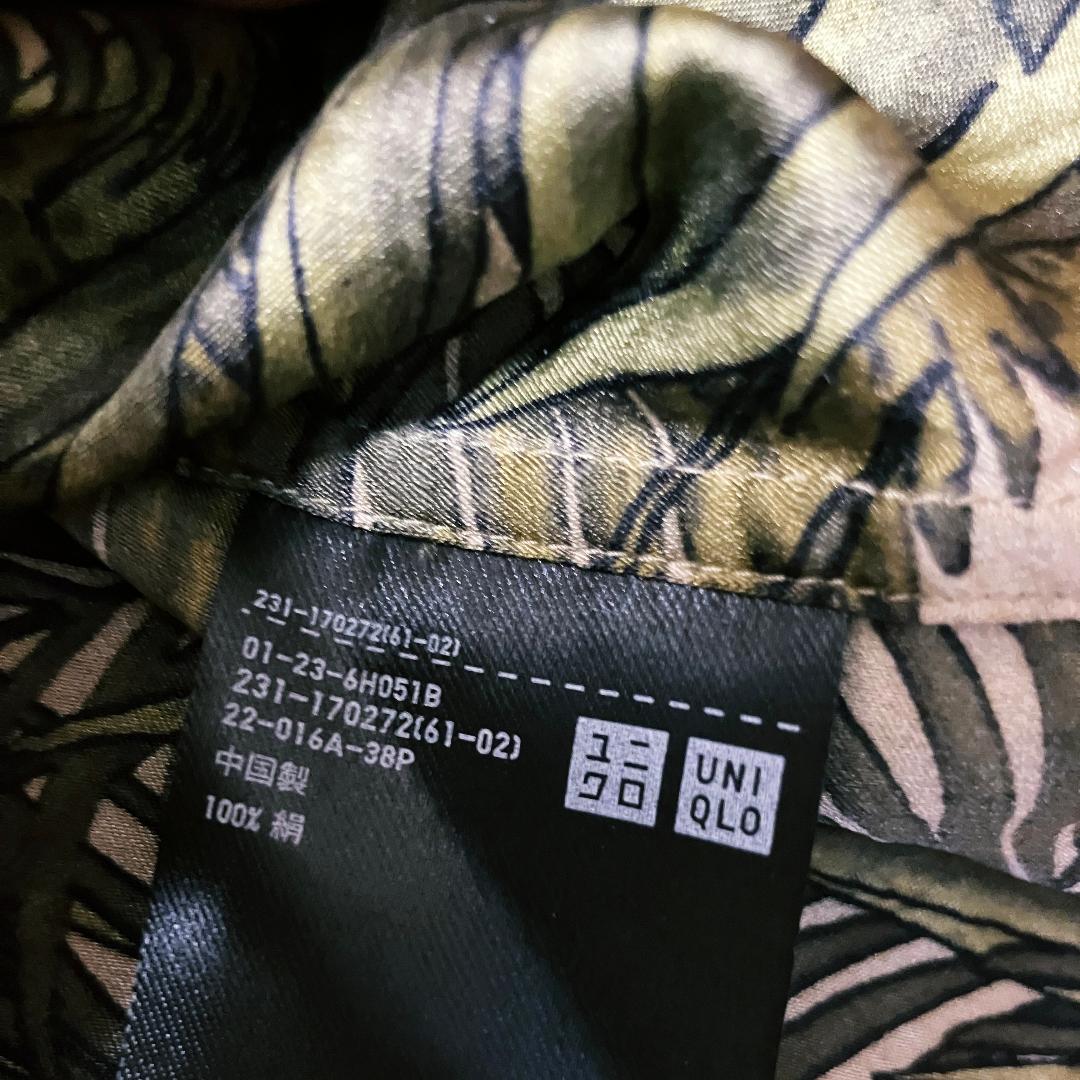 231-170272(61-02)
01-23-6H051B
231-170272(61-02)
22-016A-38P
中国製
100% 絹
ユニ
クロ
UNI
QLO